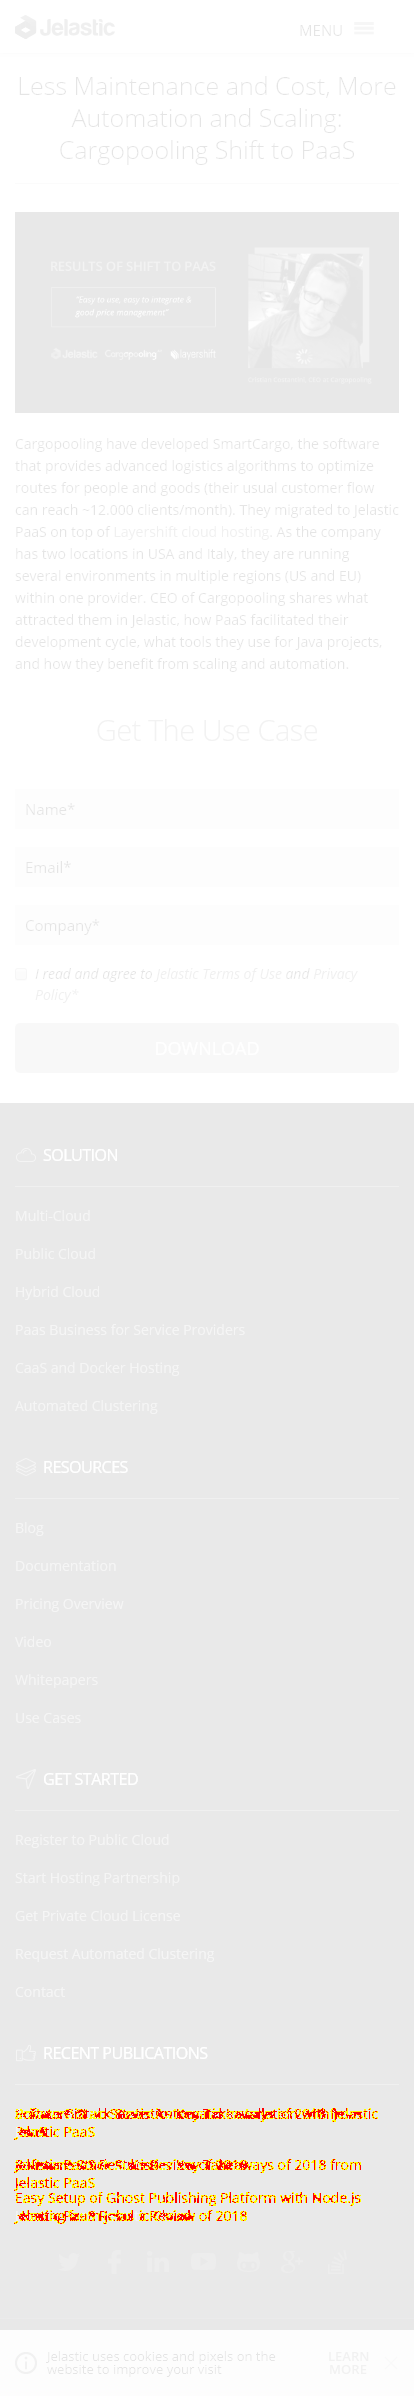 Jelastic
MENU
Less Maintenance and Cost, More
Automation and Scaling:
Cargopooling Shift to PaaS
RESULTS OF SHIFT TO PAAS
"Easy to use, easy to integrate &
good price management"
Jelastic Cargopooling layershift
Cargopooling have developed SmartCargo, the software
that provides advanced logistics algorithms to optimize
routes for people and goods (their usual customer flow
can reach ~12.000 clients/month). They migrated to Jelastic
PaaS on top of Layershift cloud hosting. As the company
has two locations in USA and Italy, they are running
several environments in multiple regions (US and EU)
within one provider. CEO of Cargopooling shares what
attracted them in Jelastic, how PaaS facilitated their
development cycle, what tools they use for Java projects,
and how they benefit from scaling and automation.
Get The Use Case
Name*
Email*
Company*
I read and agree to Jelastic Terms of Use and Privacy
Policy*
DOWNLOAD
SOLUTION
Multi-Cloud
Public Cloud
Hybrid Cloud
Paas Business for Service Providers
CaaS and Docker Hosting
Automated Clustering
RESOURCES
Blog
Documentation
Pricing Overview
Video
Whitepapers
Use Cases
GET STARTED
Register to Public Cloud
Start Hosting Partnership
Get Private Cloud License
Request Automated Clustering
Contact
RECENT PUBLICATIONS
Jelastic
PaaS
of 2018 from
Jelastic PaaS
Easy Setup of Ghost Publishing Platform with Node.js
of 2018
Jelastic uses cookies and pixels on the
website to improve your visit
LEARN
MORE